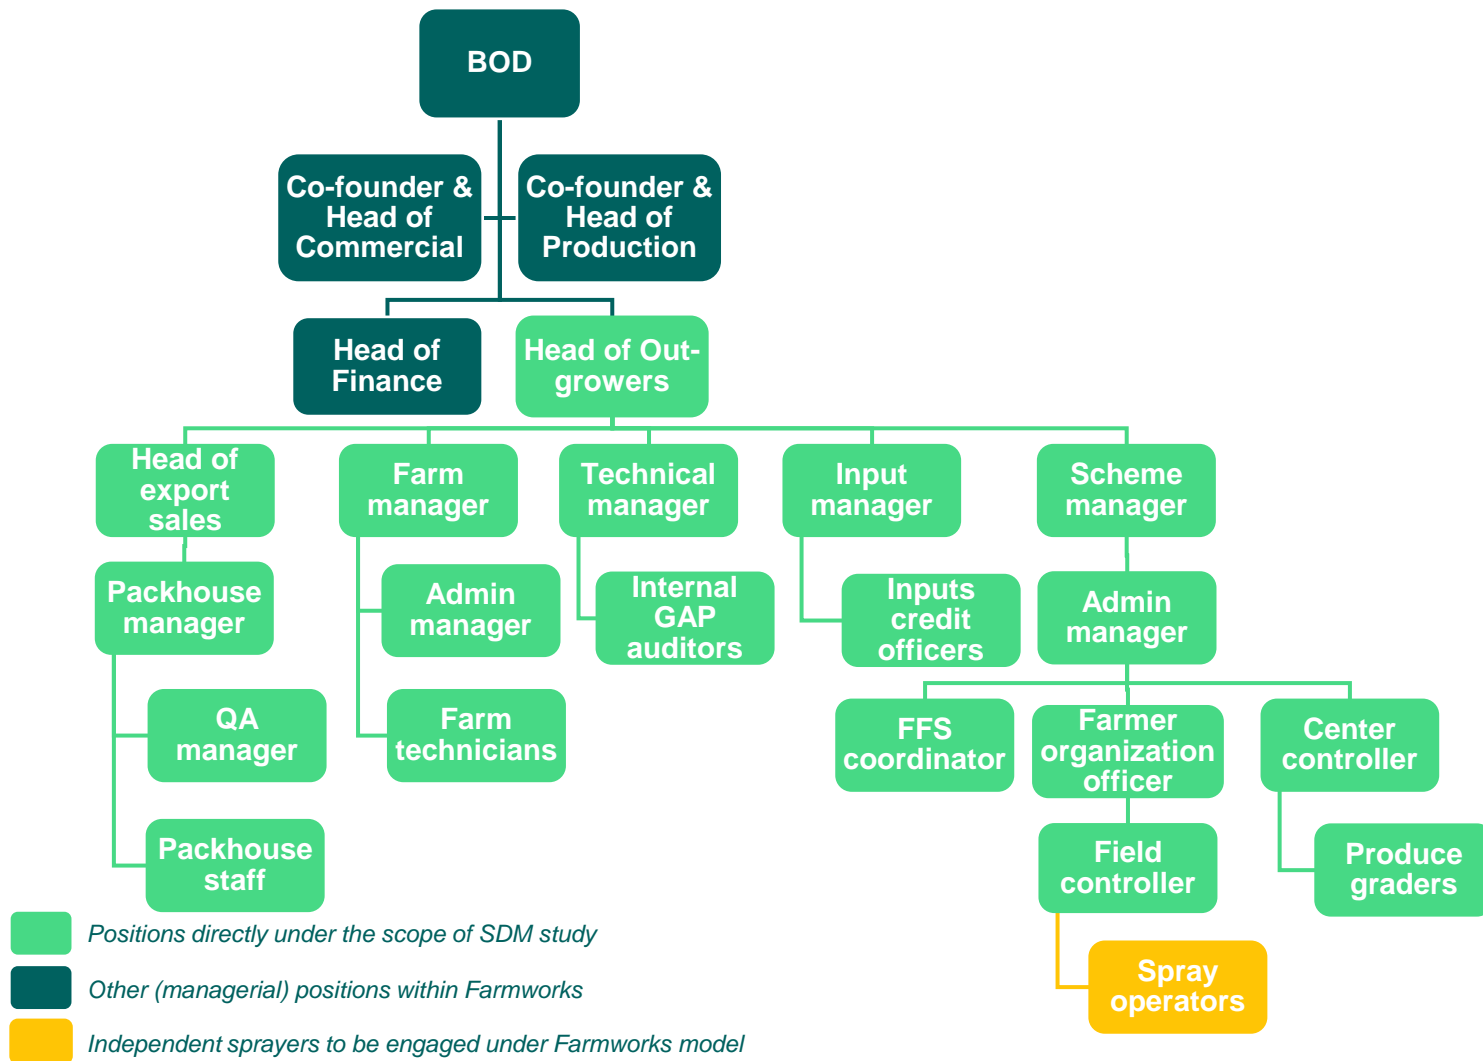 BOD
Co-founder &
Head of
Commercial
Co-founder &
Head of
Production
Head of
Finance
Head of Out-
growers
Head of
export
sales
Farm
manager
Technical
manager
Input
manager
Scheme
manager
Packhouse
manager
Admin
manager
Internal
GAP
auditors
Inputs
credit
officers
Admin
manager
QA
manager
Farm
technicians
FFS
coordinator
Farmer
organization
officer
Center
controller
Packhouse
staff
Field
controller
Produce
graders
Spray
operators
Positions directly under the scope of SDM study
Other (managerial) positions within Farmworks
Independent sprayers to be engaged under Farmworks model